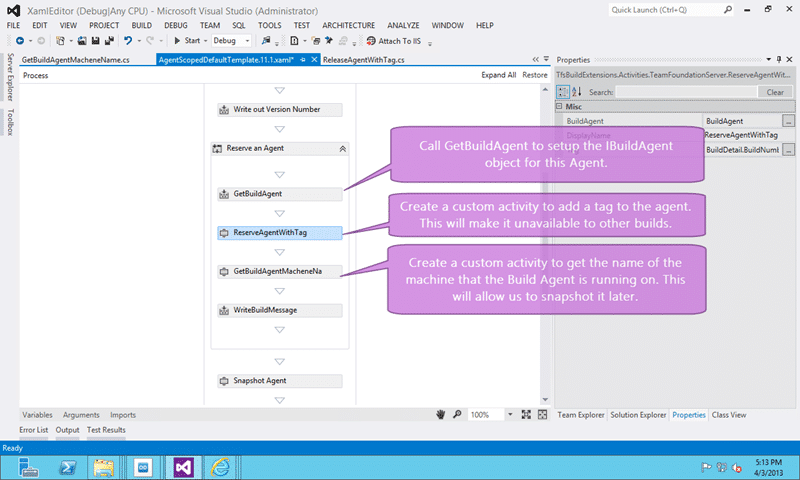 XamlEditor (Debug|Any CPU) - Microsoft Visual Studio (Administrator)
Quick Launch (Ctrl+Q)
FILE EDIT VIEW PROJECT BUILD DEBUG TEAM SQL TOOLS TEST ARCHITECTURE ANALYZE WINDOW HELP
Start Debug Attach To IIS
GetBuildAgentMacheneName.cs AgentScopedDefaultTemplate.11.1.xaml* ReleaseAgentWithTag.cs
Server Explorer
Toolbox
Process
Expand All Restore
Write out Version Number
Reserve an Agent
GetBuildAgent
ReserveAgentWithTag
GetBuildAgentMacheneNa
WriteBuildMessage
Snapshot Agent
Call GetBuildAgent to setup the IBuildAgent
object for this Agent.
Create a custom activity to add a tag to the agent.
This will make it unavailable to other builds.
Create a custom activity to get the name of the
machine that the Build Agent is running on. This
will allow us to snapshot it later.
Properties
TfsBuildExtensions.Activities.TeamFoundationServer.ReserveAgentWit...
Search: Clear
Misc
BuildAgent BuildAgent ...
DisplayName ReserveAgentWithTag
BuildDetail.BuildNuml ...
Variables Arguments Imports
100%
Team Explorer Solution Explorer Properties Class View
Error List Output Test Results
Ready
5:13 PM
4/3/2013